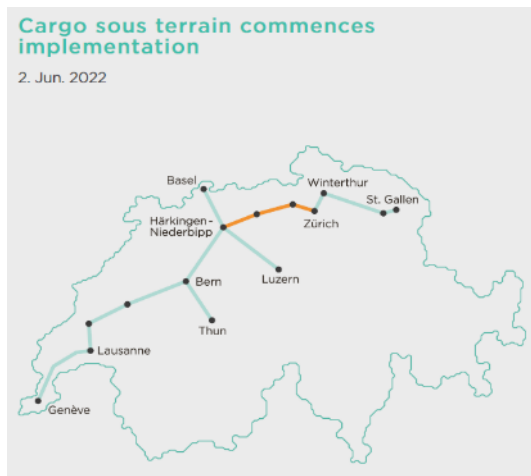 Cargo sous terrain commences
implementation
2. Jun. 2022
Basel
Winterthur
St. Gallen
Härkingen-
Niederbipp
Zürich
Bern
Luzern
Thun
Lausanne
Genève